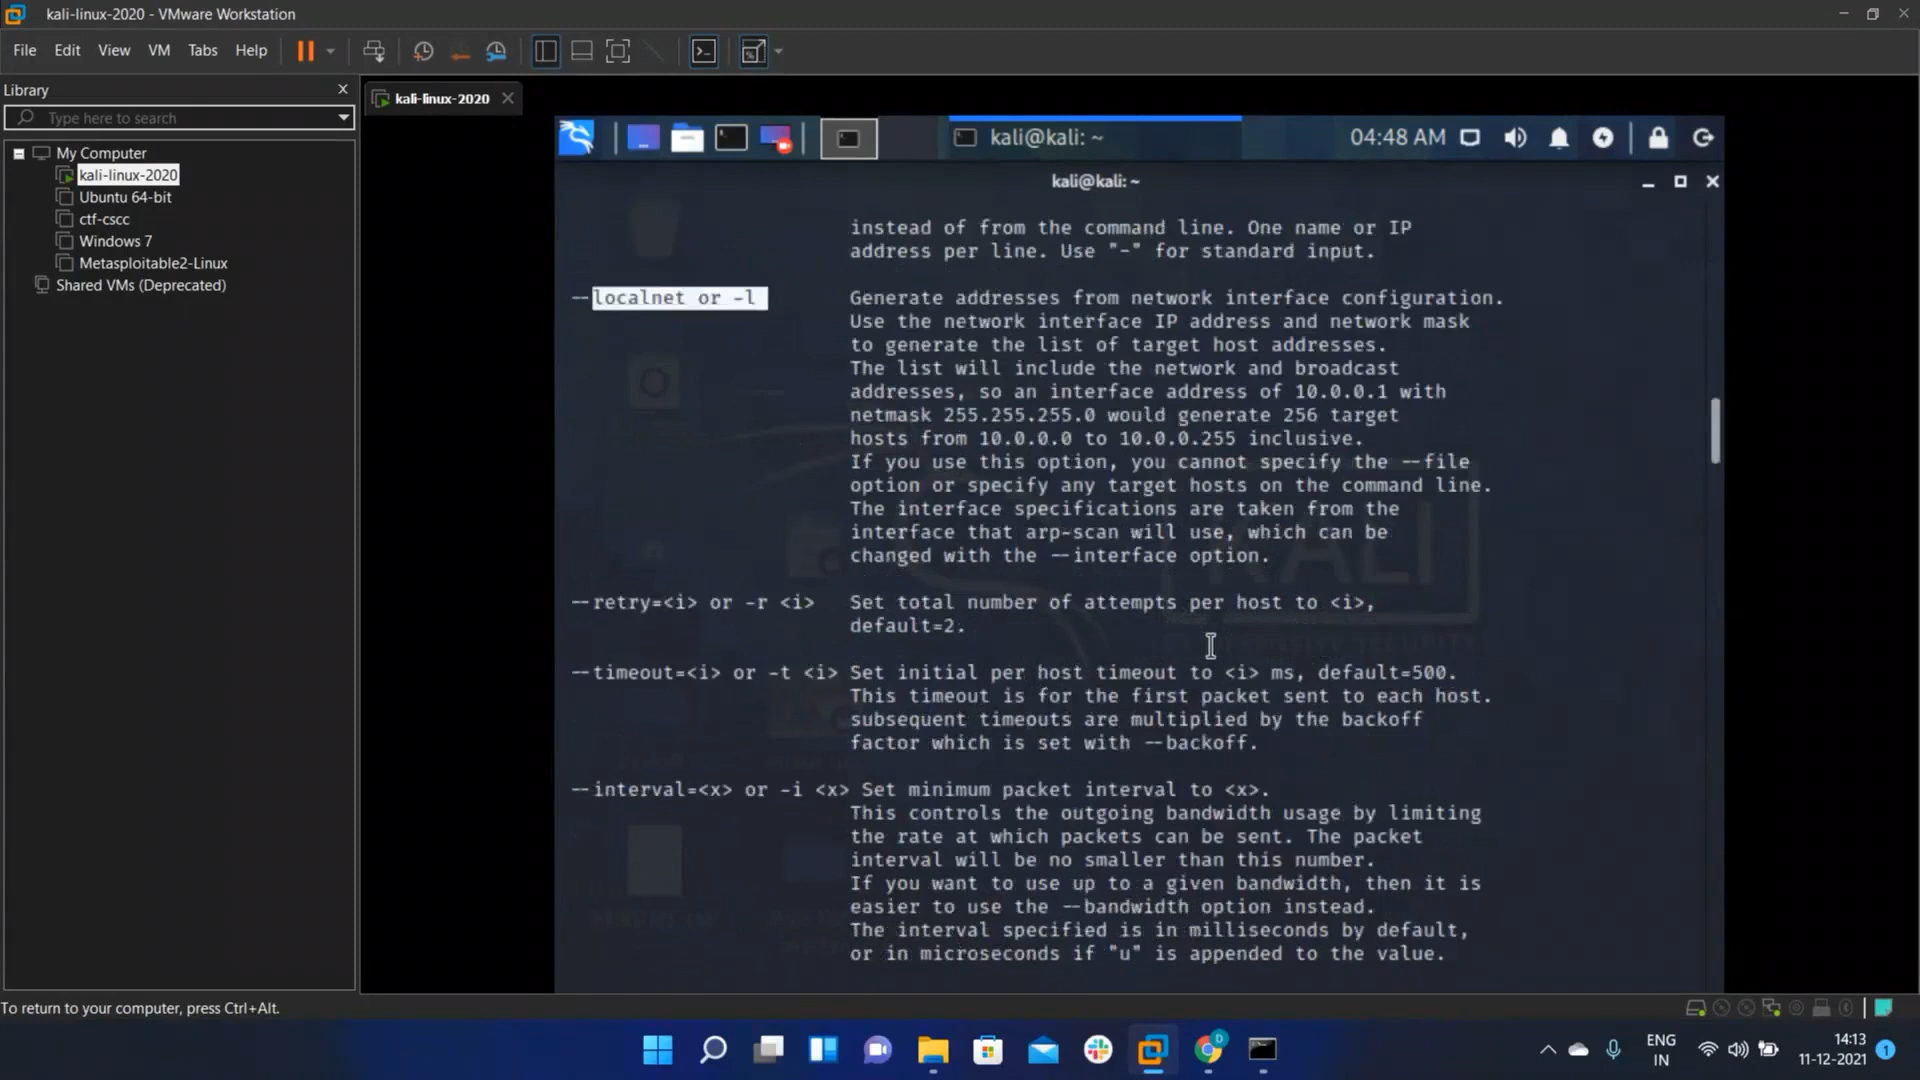 kali-linux-2020 - VMware Workstation
File Edit View VM Tabs Help
Library
Type here to search
My Computer
kali-linux-2020
Ubuntu 64-bit
ctf-cscc
Windows 7
Metasploitable2-Linux
Shared VMs (Deprecated)
kali-linux-2020
kali@kali: ~
04:48 AM
kali@kali: ~
instead of from the command line. One name or IP
address per line. Use "-" for standard input.
--localnet or -l Generate addresses from network interface configuration.
Use the network interface IP address and network mask
to generate the list of target host addresses.
The list will include the network and broadcast
addresses, so an interface address of 10.0.0.1 with
netmask 255.255.255.0 would generate 256 target
hosts from 10.0.0.0 to 10.0.0.255 inclusive.
If you use this option, you cannot specify the --file
option or specify any target hosts on the command line.
The interface specifications are taken from the
interface that arp-scan will use, which can be
changed with the --interface option.
--retry=<i> or -r <i> Set total number of attempts per host to <i>,
default=2.
--timeout=<i> or -t <i> Set initial per host timeout to <i> ms, default=500.
This timeout is for the first packet sent to each host.
subsequent timeouts are multiplied by the backoff
factor which is set with --backoff.
--interval=<x> or -i <x> Set minimum packet interval to <x>.
This controls the outgoing bandwidth usage by limiting
the rate at which packets can be sent. The packet
interval will be no smaller than this number.
If you want to use up to a given bandwidth, then it is
easier to use the --bandwidth option instead.
The interval specified is in milliseconds by default,
or in microseconds if "u" is appended to the value.
To return to your computer, press Ctrl+Alt.
ENG
IN
14:13
11-12-2021
1